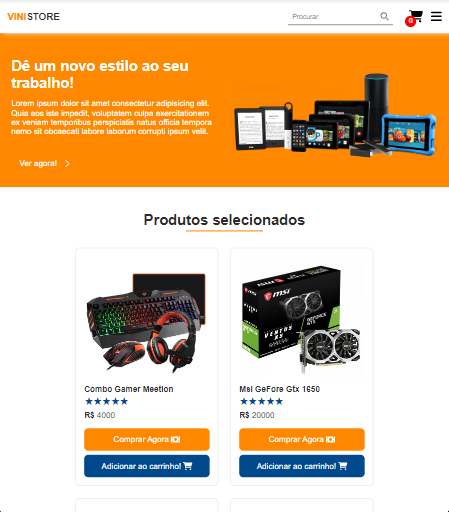 VINI STORE
Procurar
0
Dê um novo estilo ao seu
trabalho!
Lorem ipsum dolor sit amet consectetur adipisicing elit.
Quia eos iste impedit, voluptatem culpa exercitationem
ex veniam temporibus perspiciatis natus officia tempora
nemo sit obcaecati labore laborum corrupti ipsum velit.
Ver agora!
Produtos selecionados
msi
GEFORCE GTX
VENTUS XS
Combo Gamer Meetion
★★★★★
R$ 4000
Comprar Agora
Adicionar ao carrinho!
Msi GeFore Gtx 1650
★★★★★
R$ 20000
Comprar Agora
Adicionar ao carrinho!